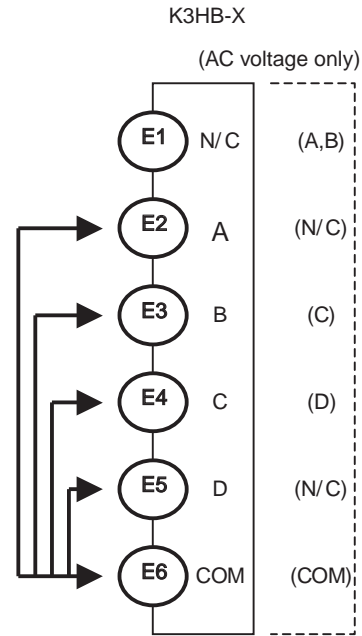 K3HB-X
(AC voltage only)
E1 N/C (A,B)
E2 A (N/C)
E3 B (C)
E4 C (D)
E5 D (N/C)
E6 COM (COM)